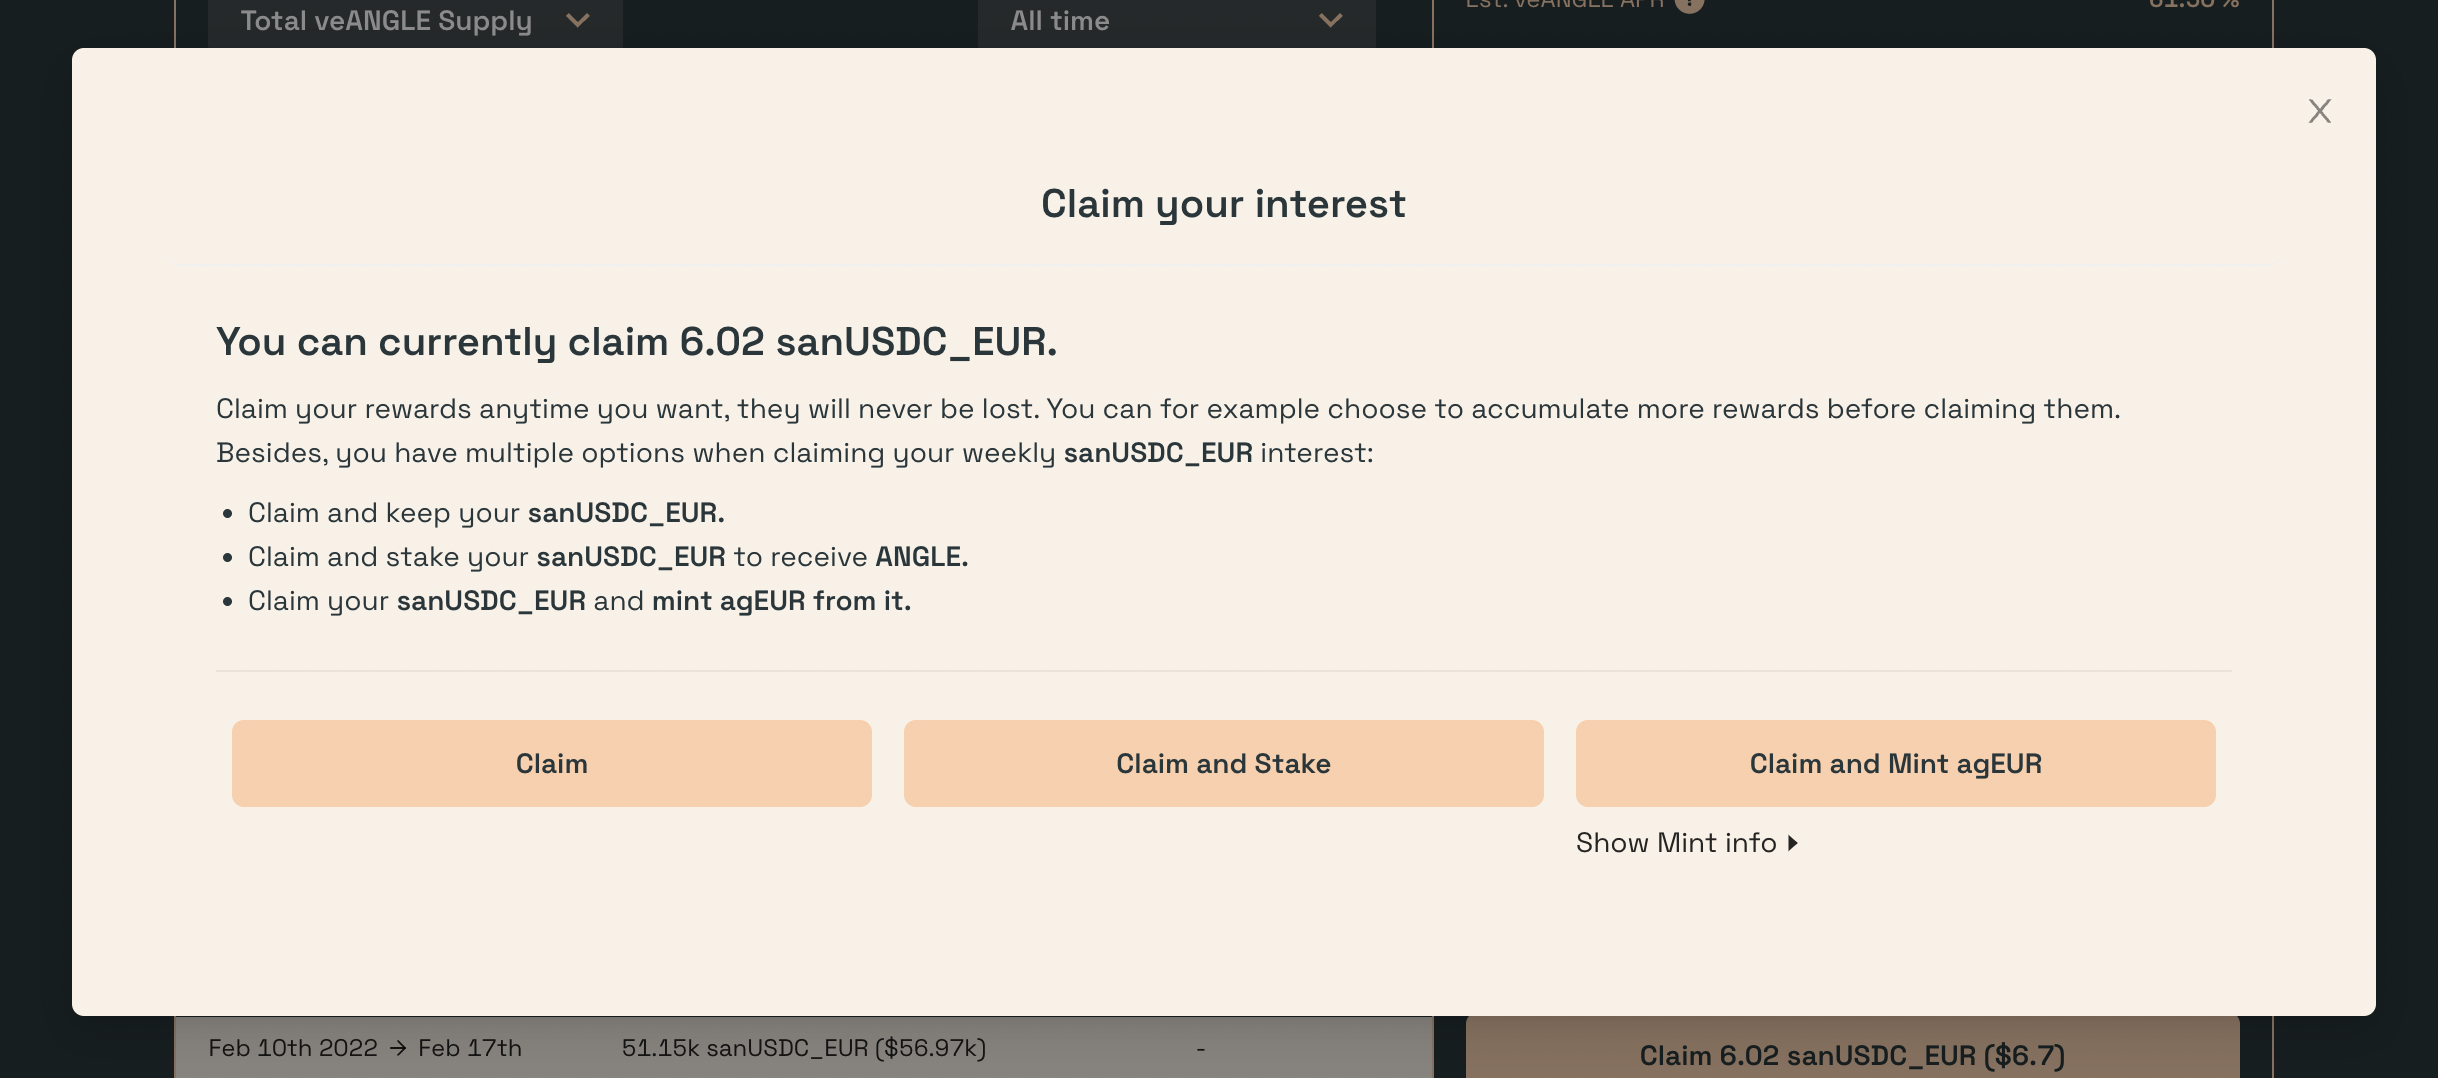 Total veANGLE Supply
All time
Est. veANGLE APR ?
Claim your interest
You can currently claim 6.02 sanUSDC_EUR.
Claim your rewards anytime you want, they will never be lost. You can for example choose to accumulate more rewards before claiming them.
Besides, you have multiple options when claiming your weekly sanUSDC_EUR interest:
• Claim and keep your sanUSDC_EUR.
• Claim and stake your sanUSDC_EUR to receive ANGLE.
• Claim your sanUSDC_EUR and mint agEUR from it.
Claim
Claim and Stake
Claim and Mint agEUR
Show Mint info
Feb 10th 2022 → Feb 17th
51.15k sanUSDC_EUR ($56.97k)
-
Claim 6.02 sanUSDC_EUR ($6.7)